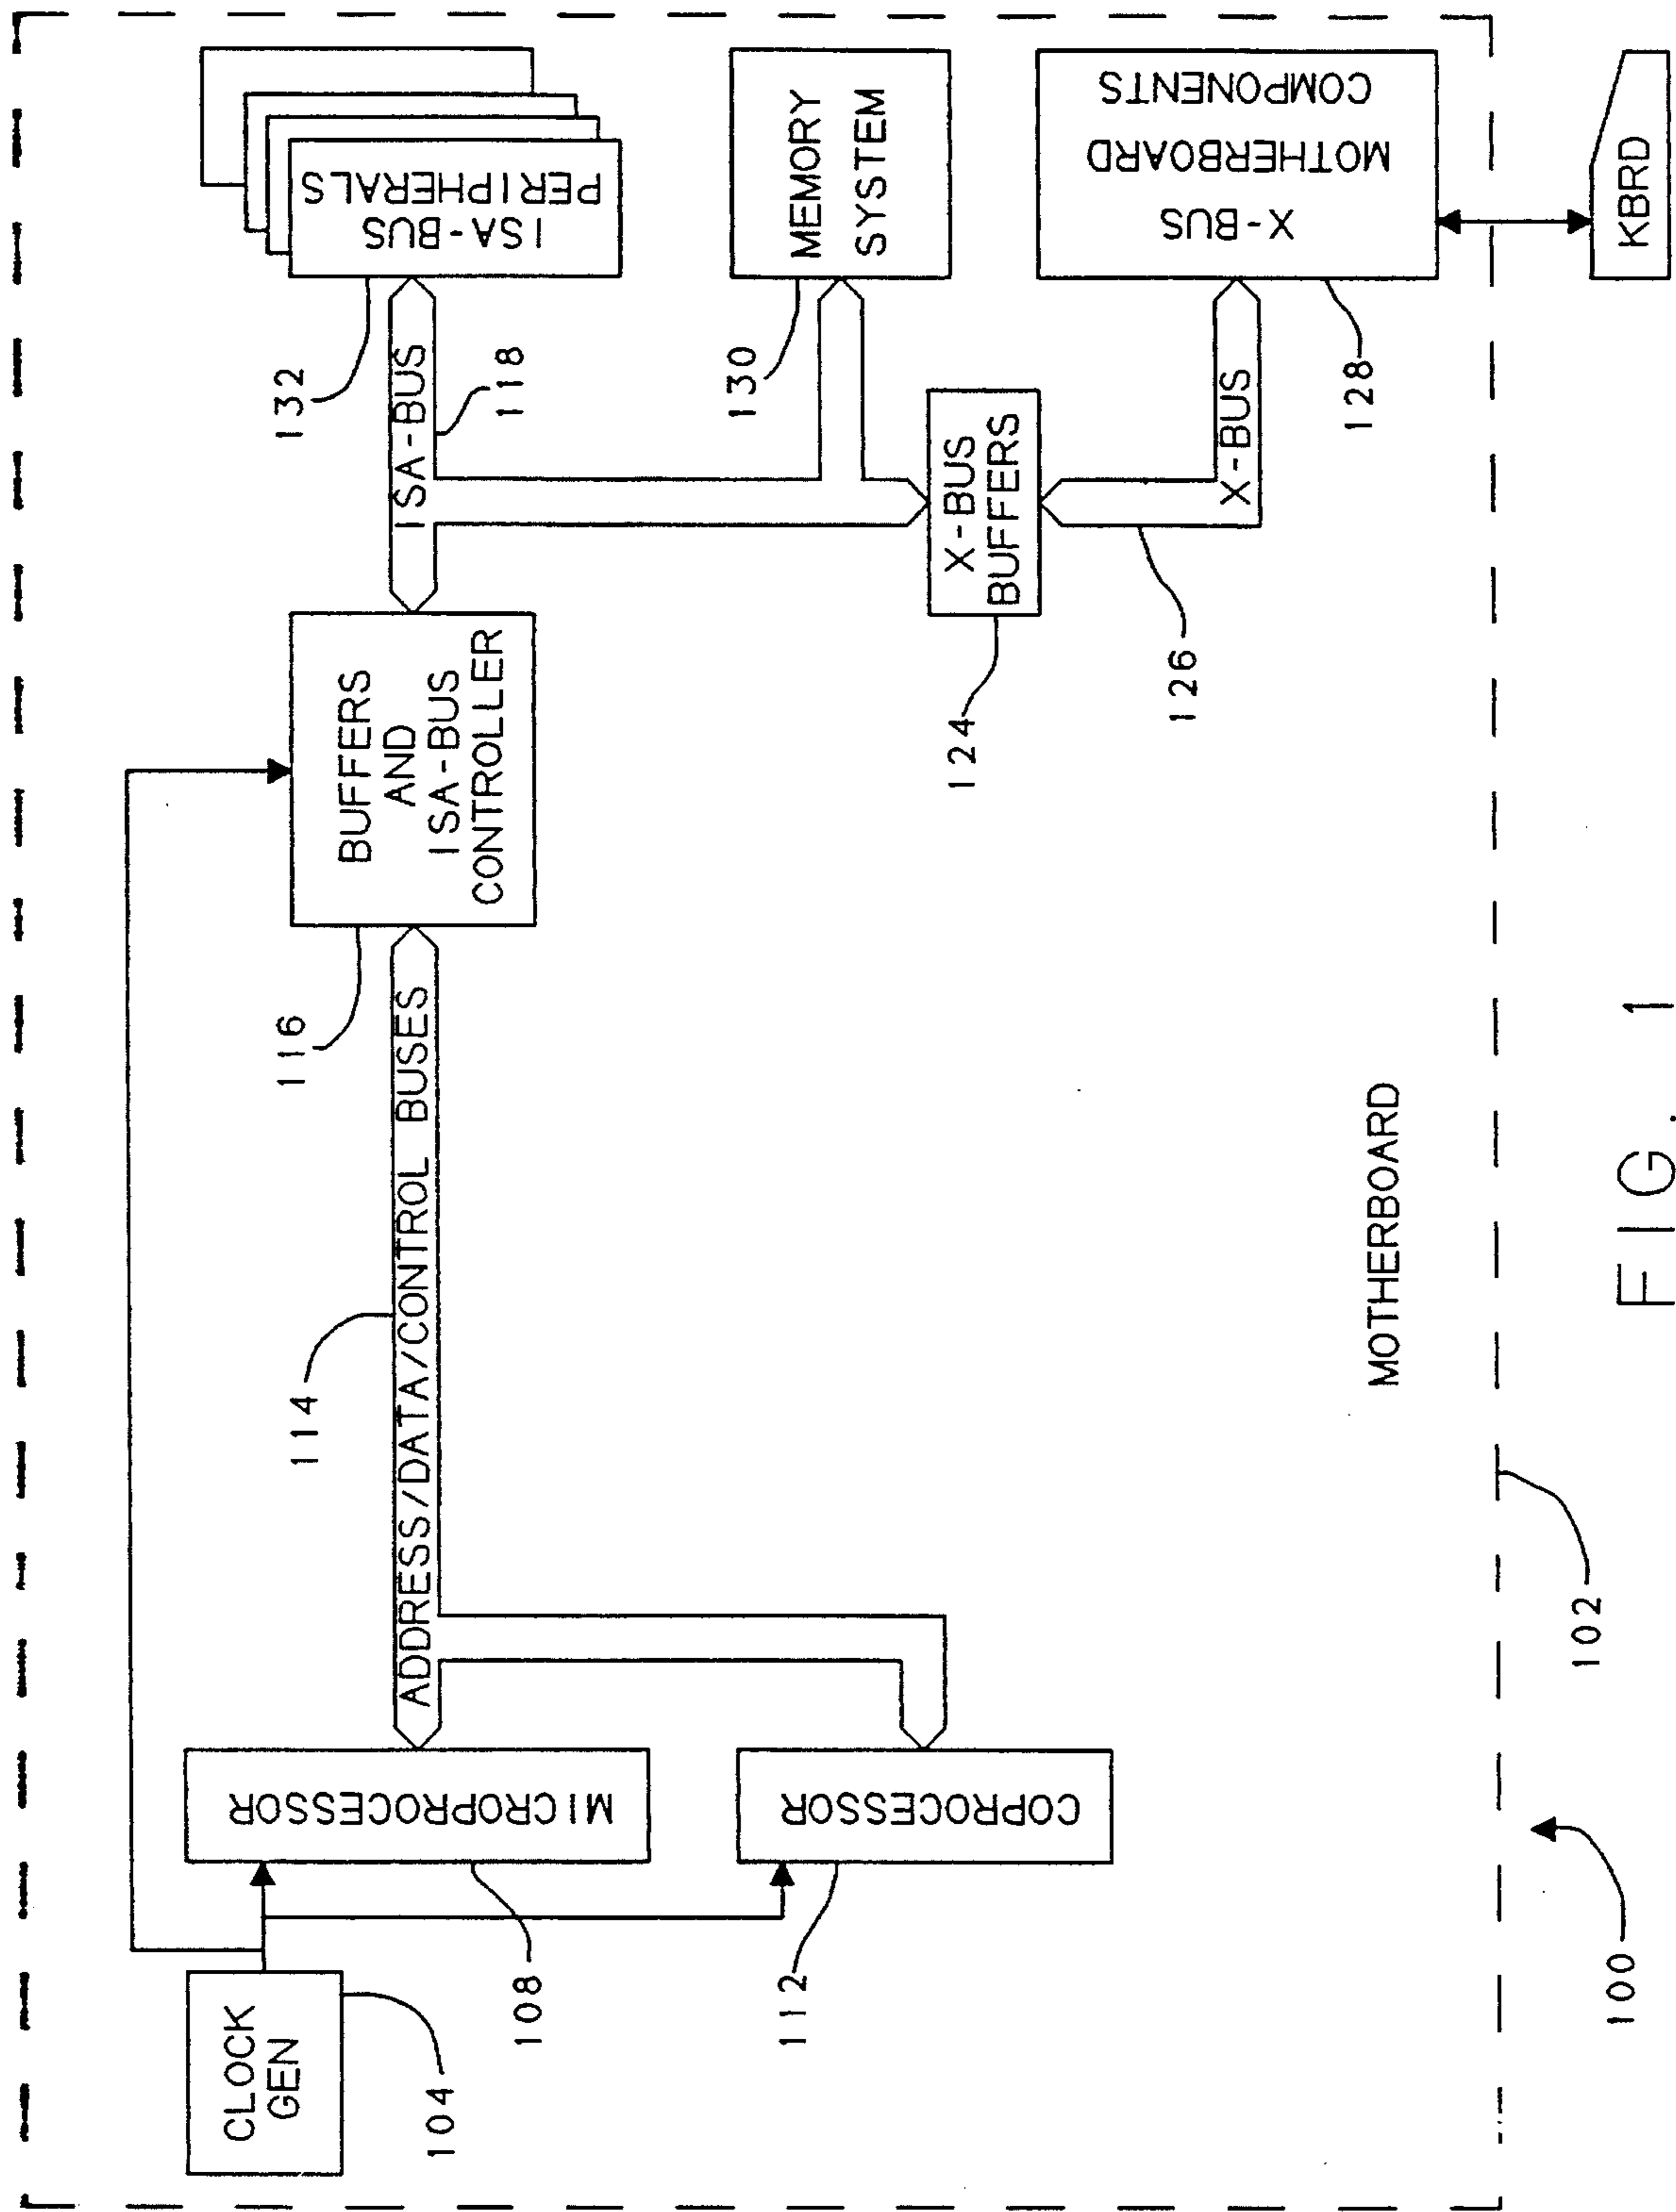 CLOCK
GEN
104
MICROPROCESSOR
108
COPROCESSOR
112
ADDRESS/DATA/CONTROL BUSES
114
BUFFERS
AND
ISA-BUS
CONTROLLER
116
ISA-BUS
118
ISA-BUS
PERIPHERALS
132
MEMORY
SYSTEM
130
X-BUS
BUFFERS
124
X-BUS
126
X-BUS
MOTHERBOARD
COMPONENTS
128
KBRD
MOTHERBOARD
102
100
FIG. 1